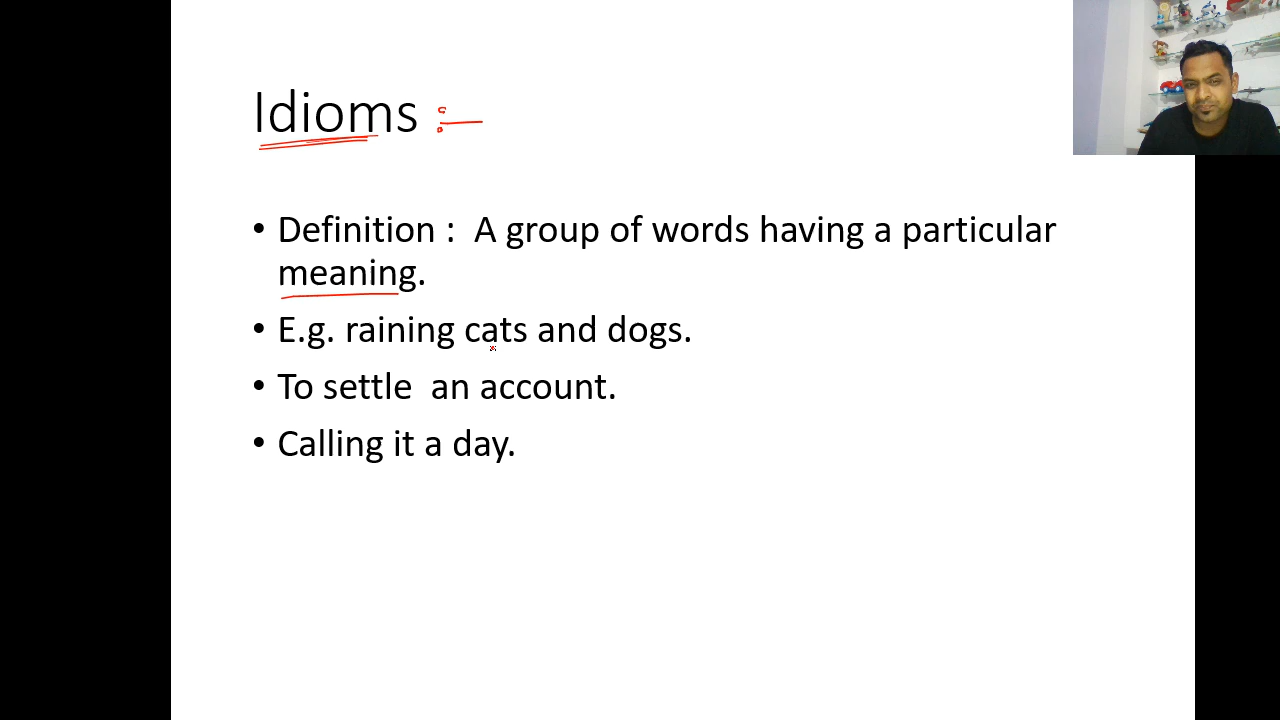 Idioms :-
• Definition :  A group of words having a particular
meaning.
• E.g. raining cats and dogs.
• To settle  an account.
• Calling it a day.